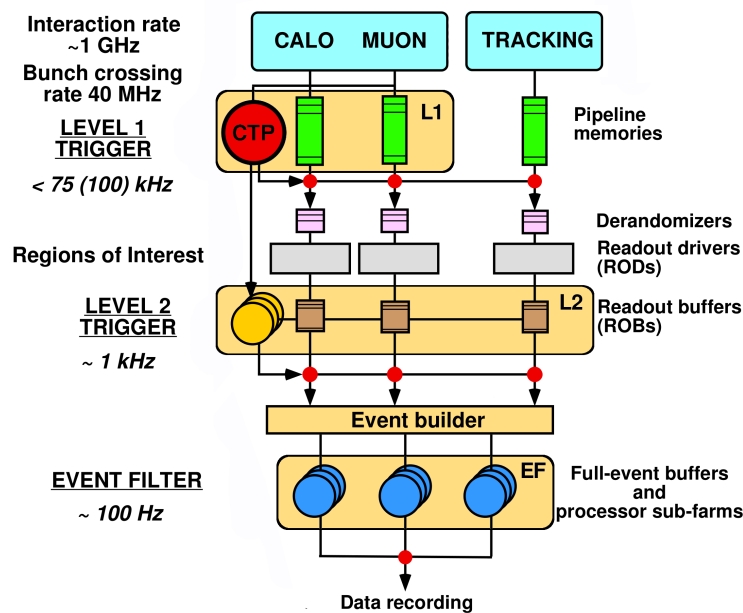 Interaction rate
~1 GHz
CALO MUON TRACKING
Bunch crossing
rate 40 MHz
LEVEL 1
TRIGGER
< 75 (100) kHz
CTP
L1
Pipeline
memories
Derandomizers
Regions of Interest
Readout drivers
(RODs)
LEVEL 2
TRIGGER
~ 1 kHz
L2
Readout buffers
(ROBs)
Event builder
EVENT FILTER
~ 100 Hz
EF
Full-event buffers
and
processor sub-farms
Data recording